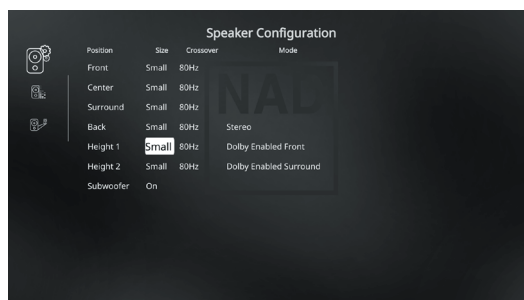 Speaker Configuration
Position Size Crossover Mode
Front Small 80Hz
Center Small 80Hz
Surround Small 80Hz
Back Small 80Hz Stereo
Height 1 Small 80Hz Dolby Enabled Front
Height 2 Small 80Hz Dolby Enabled Surround
Subwoofer On
NAD